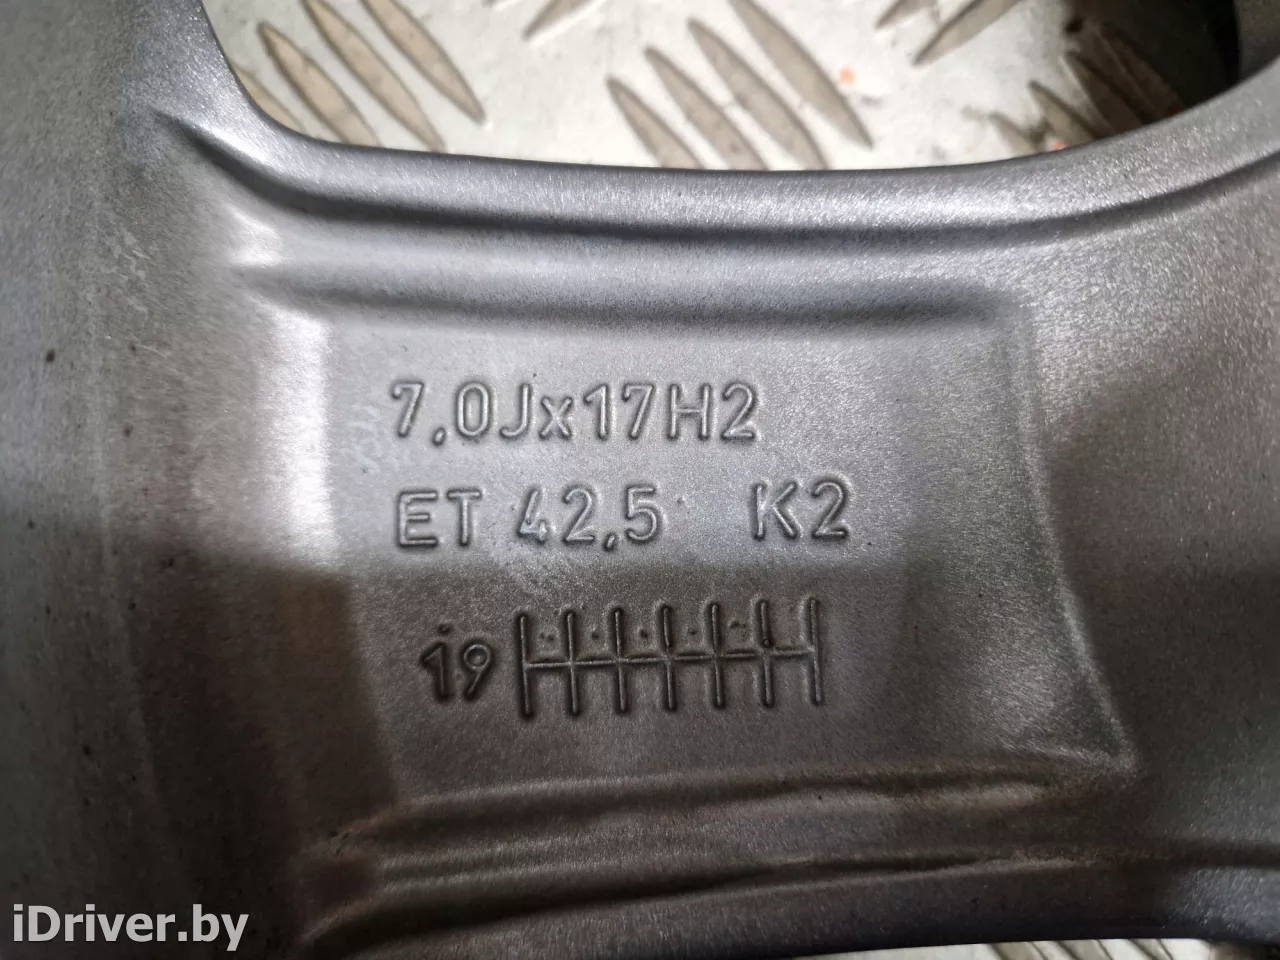 7,0Jx17H2
ET 42,5 K2
19
iDriver.by